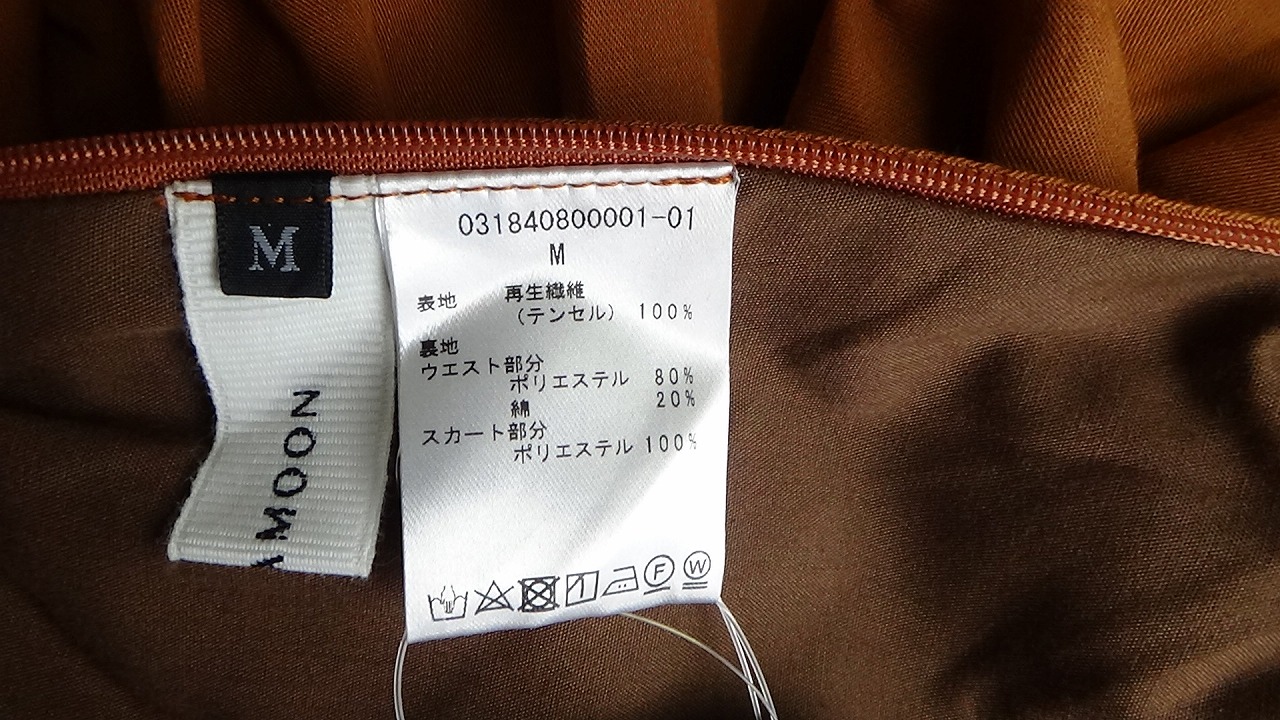 M
MOON
031840800001-01
M
表地 再生繊維
(テンセル) 100%
裏地
ウエスト部分
ポリエステル 80%
綿 20%
スカート部分
ポリエステル 100%
F W